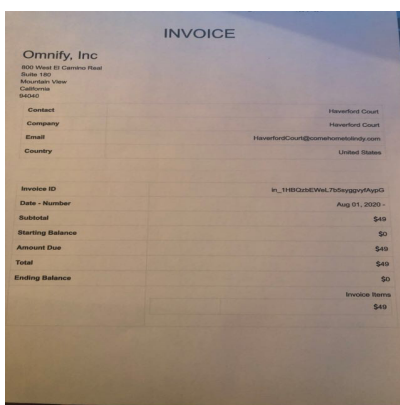 INVOICE
Omnify, Inc
800 West El Camino Real
Suite 180
Mountain View
California
94040
Contact Haverford Court
Company Haverford Court
Email HaverfordCourt@comehometolindy.com
Country United States
Invoice ID
Date - Number Aug 01, 2020 -
Subtotal $49
Starting Balance $0
Amount Due $49
Total $49
Ending Balance $0
Invoice Items
$49